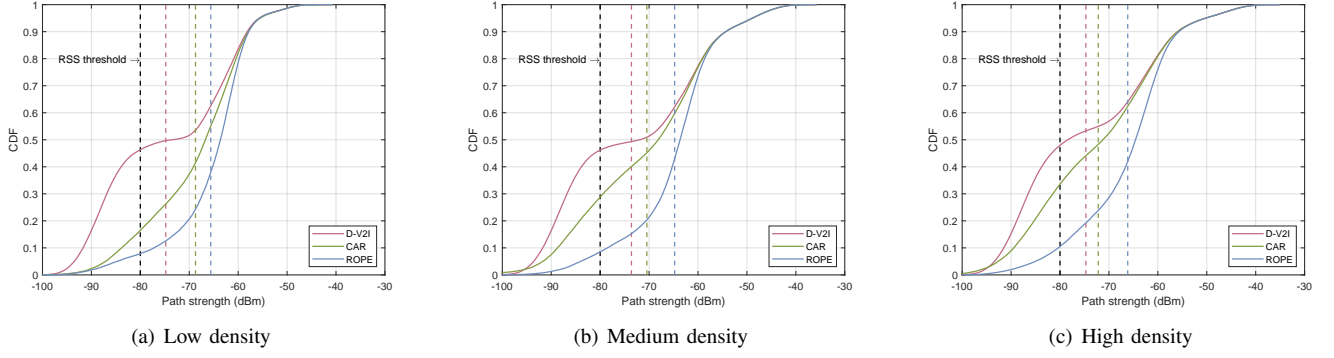 1
0.9
0.8
0.7
0.6
0.5
0.4
0.3
0.2
0.1
0
CDF
RSS threshold →
D-V2I
CAR
ROPE
-100 -90 -80 -70 -60 -50 -40 -30
Path strength (dBm)
(a) Low density
1
0.9
0.8
0.7
0.6
0.5
0.4
0.3
0.2
0.1
0
CDF
RSS threshold →
D-V2I
CAR
ROPE
-100 -90 -80 -70 -60 -50 -40 -30
Path strength (dBm)
(b) Medium density
1
0.9
0.8
0.7
0.6
0.5
0.4
0.3
0.2
0.1
0
CDF
RSS threshold →
D-V2I
CAR
ROPE
-100 -90 -80 -70 -60 -50 -40 -30
Path strength (dBm)
(c) High density